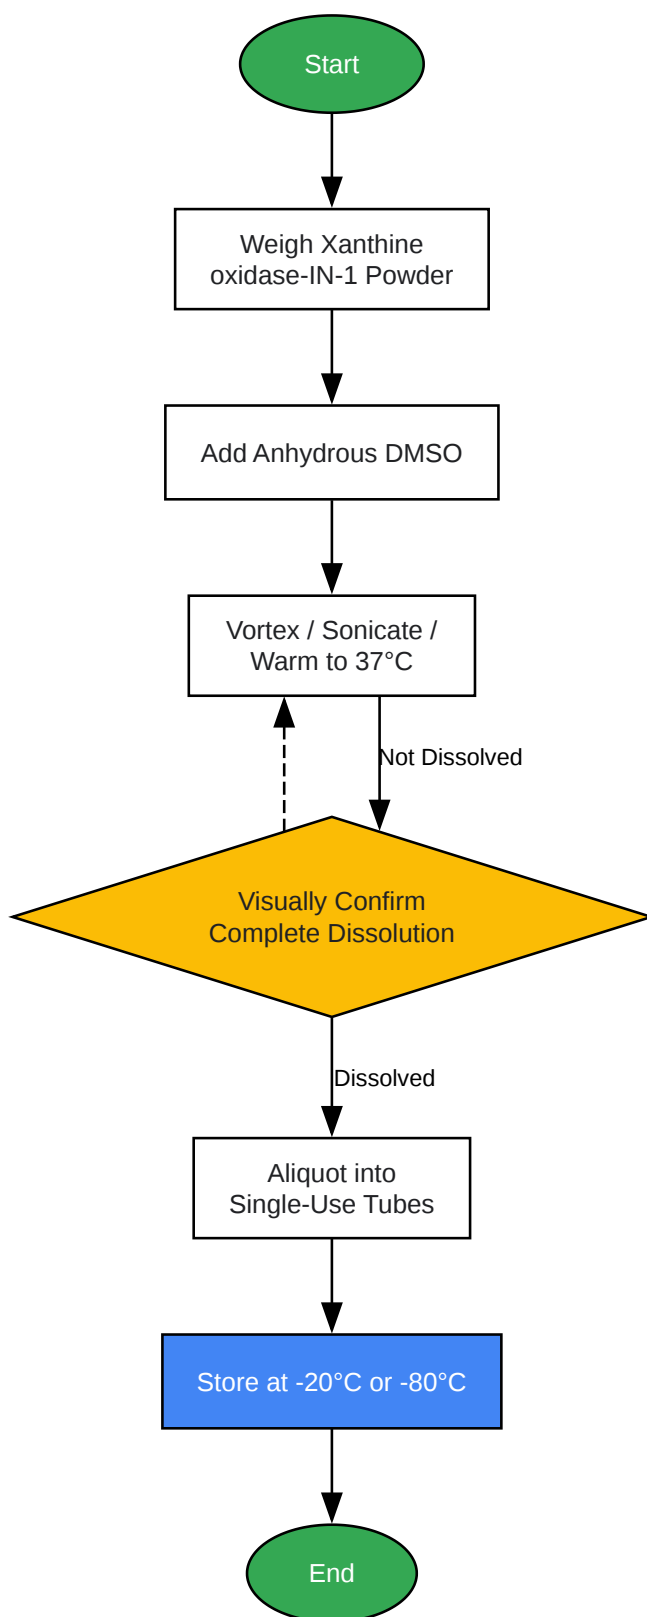 Start
Weigh Xanthine
oxidase-IN-1 Powder
Add Anhydrous DMSO
Vortex / Sonicate /
Warm to 37°C
Not Dissolved
Visually Confirm
Complete Dissolution
Dissolved
Aliquot into
Single-Use Tubes
Store at -20°C or -80°C
End